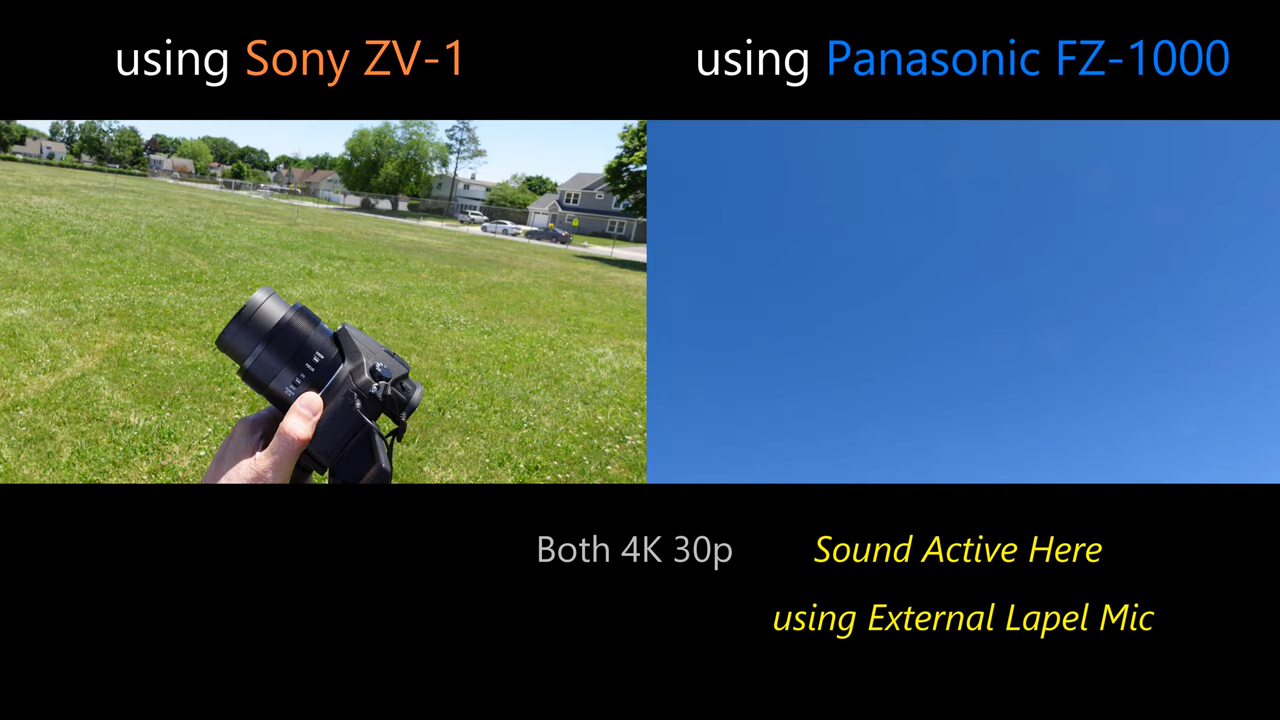 using Sony ZV-1
using Panasonic FZ-1000
Both 4K 30p
Sound Active Here
using External Lapel Mic